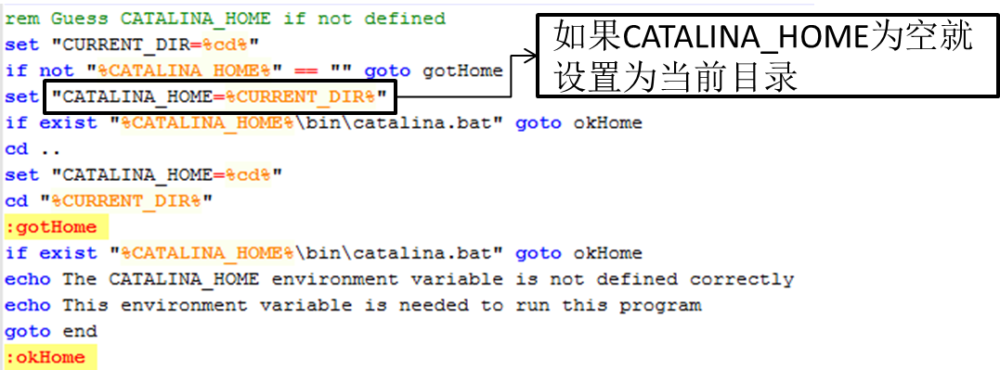 rem Guess CATALINA_HOME if not defined
set "CURRENT_DIR=%cd%"
if not "%CATALINA_HOME%" == "" goto gotHome
set "CATALINA_HOME=%CURRENT_DIR%"
if exist "%CATALINA_HOME%\bin\catalina.bat" goto okHome
cd ..
set "CATALINA_HOME=%cd%"
cd "%CURRENT_DIR%"
:gotHome
if exist "%CATALINA_HOME%\bin\catalina.bat" goto okHome
echo The CATALINA_HOME environment variable is not defined correctly
echo This environment variable is needed to run this program
goto end
:okHome
如果CATALINA_HOME为空就
设置为当前目录